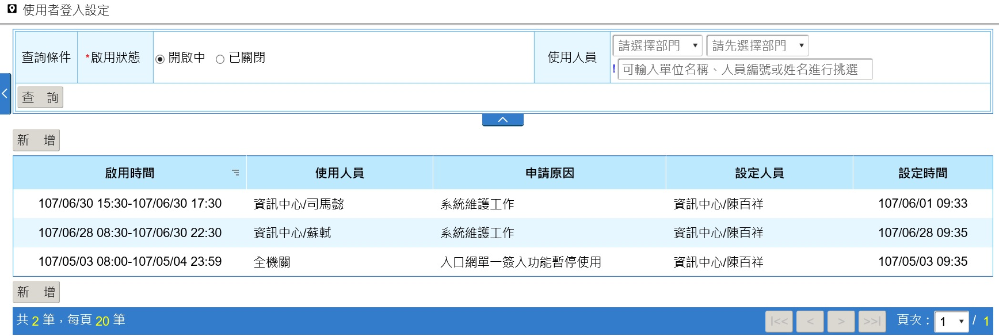 使用者登入設定
查詢條件 *啟用狀態 開啟中 已關閉 使用人員 請選擇部門 請先選擇部門
! 可輸入單位名稱、人員編號或姓名進行挑選
查 詢
新 增
啟用時間 使用人員 申請原因 設定人員 設定時間
107/06/30 15:30-107/06/30 17:30 資訊中心/司馬懿 系統維護工作 資訊中心/陳百祥 107/06/01 09:33
107/06/28 08:30-107/06/30 22:30 資訊中心/蘇軾 系統維護工作 資訊中心/陳百祥 107/06/28 09:35
107/05/03 08:00-107/05/04 23:59 全機關 入口網單一簽入功能暫停使用 資訊中心/陳百祥 107/05/03 09:35
新 增
共 2 筆，每頁 20 筆 |<< < > >>| 頁次： 1 / 1